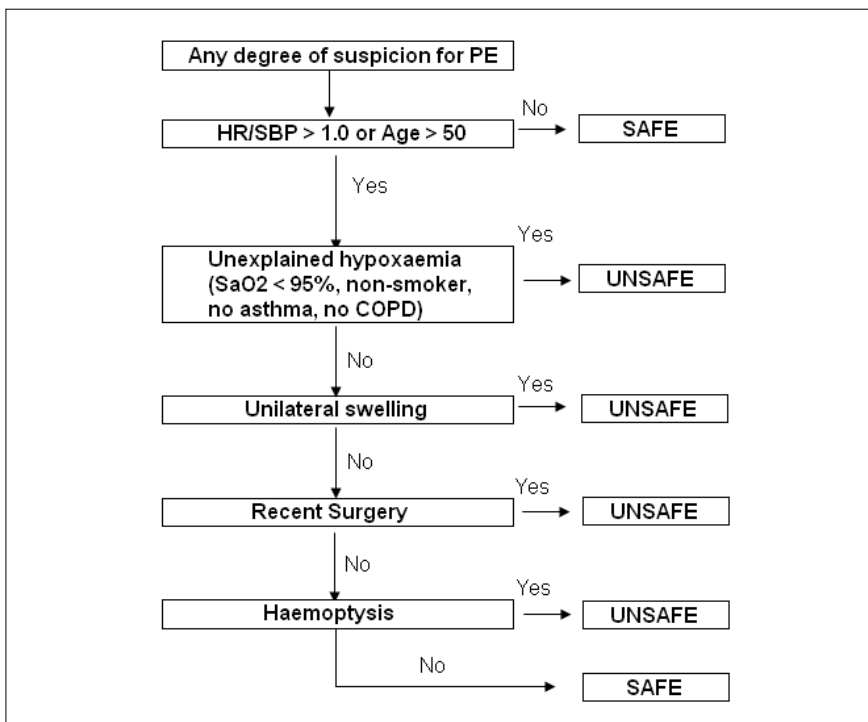 Any degree of suspicion for PE
No
HR/SBP > 1.0 or Age > 50
SAFE
Yes
Unexplained hypoxaemia
(SaO2 < 95%, non-smoker,
no asthma, no COPD)
Yes
UNSAFE
No
Yes
Unilateral swelling
UNSAFE
No
Yes
Recent Surgery
UNSAFE
No
Yes
Haemoptysis
UNSAFE
No
SAFE